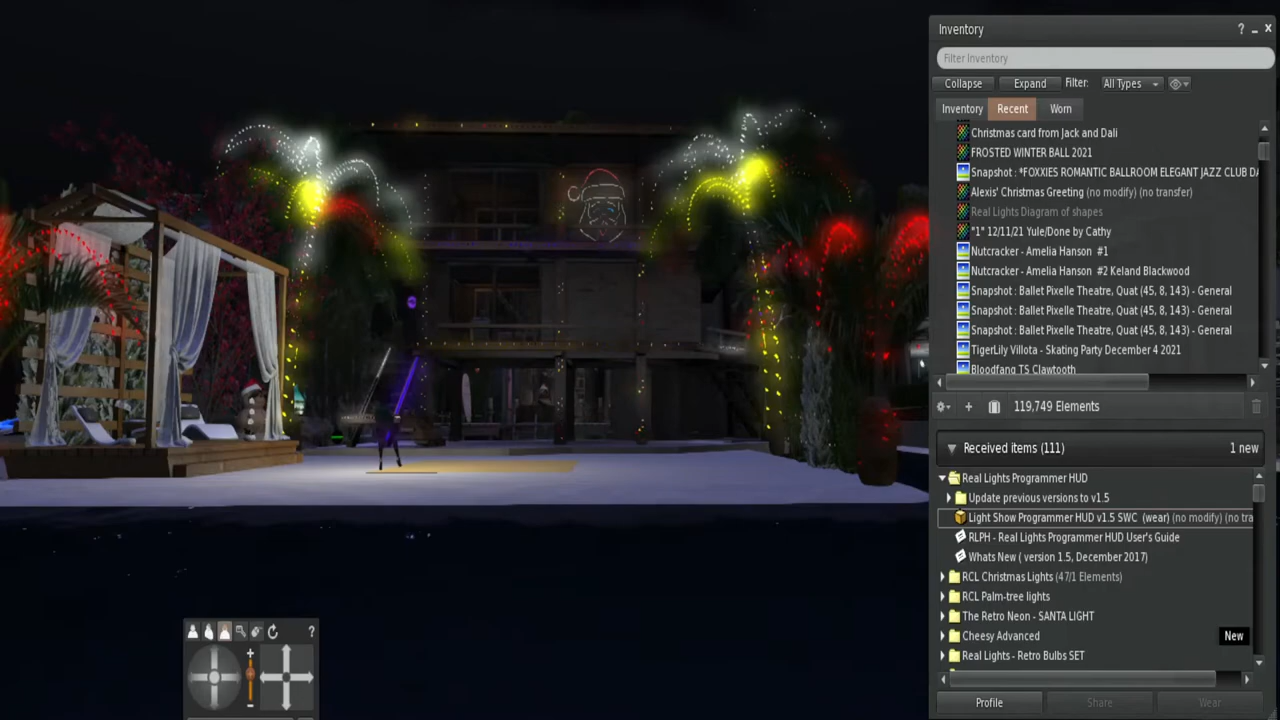 Inventory
?
Filter Inventory
Collapse Expand Filter: All Types
Inventory Recent Worn
Christmas card from Jack and Dali
FROSTED WINTER BALL 2021
Snapshot : *FOXXIES ROMANTIC BALLROOM ELEGANT JAZZ CLUB DA
Alexis' Christmas Greeting (no modify) (no transfer)
Real Lights Diagram of shapes
"1" 12/11/21 Yule/Done by Cathy
Nutcracker - Amelia Hanson #1
Nutcracker - Amelia Hanson #2 Keland Blackwood
Snapshot : Ballet Pixelle Theatre, Quat (45, 8, 143) - General
Snapshot : Ballet Pixelle Theatre, Quat (45, 8, 143) - General
Snapshot : Ballet Pixelle Theatre, Quat (45, 8, 143) - General
TigerLily Villota - Skating Party December 4 2021
Bloodfang TS Clawtooth
119,749 Elements
Received items (111) 1 new
Real Lights Programmer HUD
Update previous versions to v1.5
Light Show Programmer HUD v1.5 SWC (wear) (no modify) (no tra
RLPH - Real Lights Programmer HUD User's Guide
Whats New ( version 1.5, December 2017)
RCL Christmas Lights (47/1 Elements)
RCL Palm-tree lights
The Retro Neon - SANTA LIGHT
Cheesy Advanced New
Real Lights - Retro Bulbs SET
Profile Share Wear
?